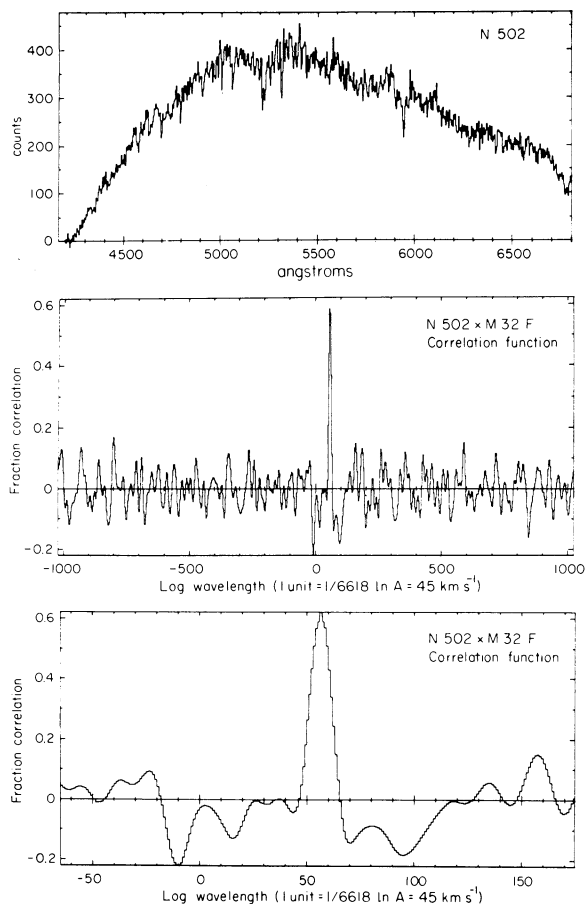 N 502
counts
400
300
200
100
0
4500 5000 5500 6000 6500
angstroms
N 502 x M 32 F
Correlation function
Fraction correlation
0.6
0.4
0.2
0
-0.2
-1000 -500 0 500 1000
Log wavelength (1 unit = 1/6618 ln A = 45 km s-1)
N 502 x M 32 F
Correlation function
Fraction correlation
0.6
0.4
0.2
0
-0.2
-50 0 50 100 150
Log wavelength (1 unit = 1/6618 ln A = 45 km s-1)